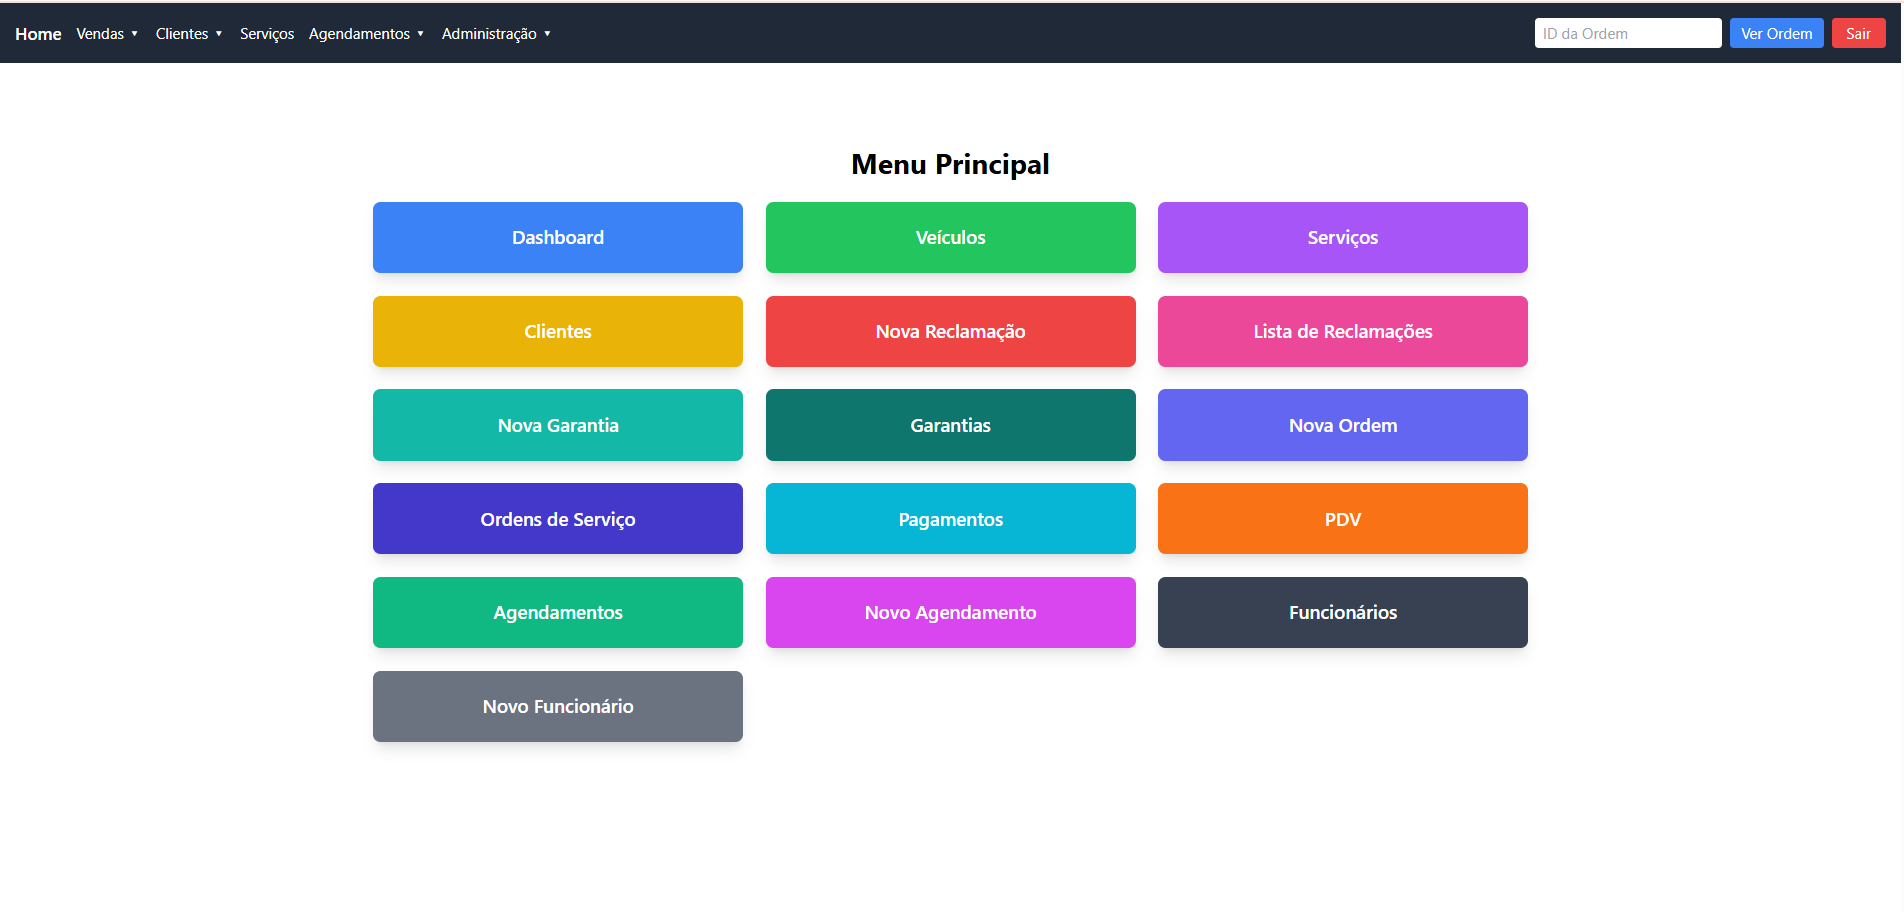 Home Vendas ▼ Clientes ▼ Serviços Agendamentos ▼ Administração ▼ ID da Ordem Ver Ordem Sair
Menu Principal
Dashboard Veículos Serviços
Clientes Nova Reclamação Lista de Reclamações
Nova Garantia Garantias Nova Ordem
Ordens de Serviço Pagamentos PDV
Agendamentos Novo Agendamento Funcionários
Novo Funcionário